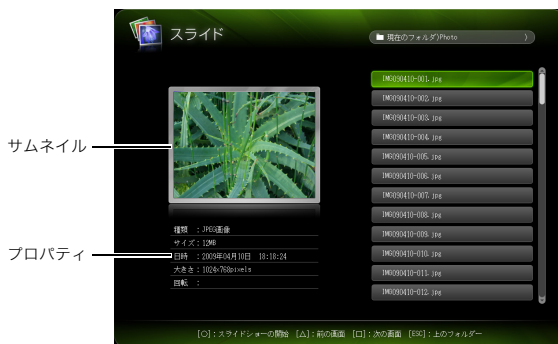 スライド
現在のフォルダ)Photo 〉
サムネイル
プロパティ
種類 :JPEG画像
サイズ:12MB
日時 :2009年04月10日 18:18:24
大きさ:1024×768pixels
回転 :
IMG090410-001.jpg
IMG090410-002.jpg
IMG090410-003.jpg
IMG090410-004.jpg
IMG090410-005.jpg
IMG090410-006.jpg
IMG090410-007.jpg
IMG090410-008.jpg
IMG090410-009.jpg
IMG090410-010.jpg
IMG090410-011.jpg
IMG090410-012.jpg
[○]:スライドショーの開始 [△]:前の画面 [□]:次の画面 [ESC]:上のフォルダー